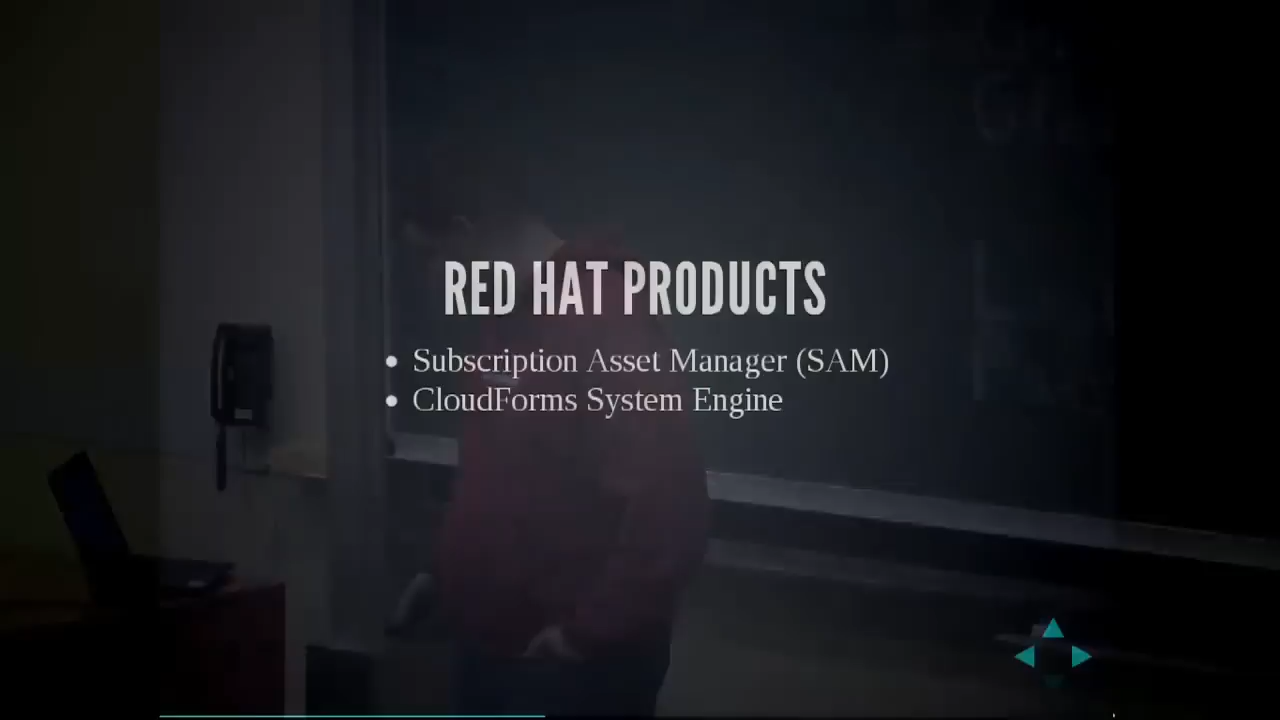 RED HAT PRODUCTS
Subscription Asset Manager (SAM)
CloudForms System Engine